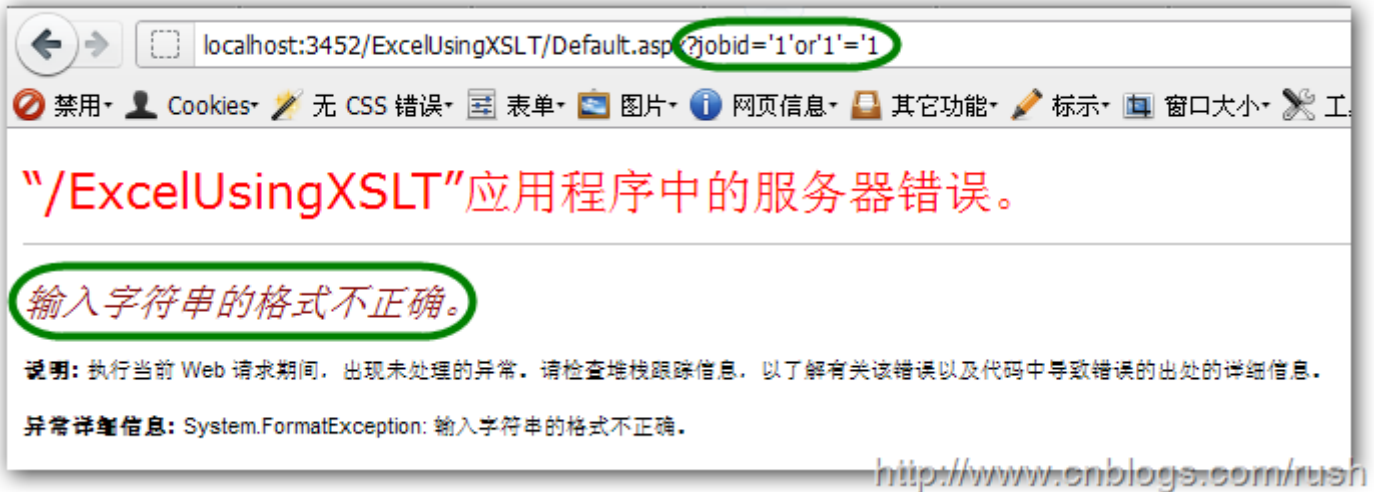 localhost:3452/ExcelUsingXSLT/Default.aspx?jobid='1'or'1'='1
禁用 Cookies 无 CSS 错误 表单 图片 网页信息 其它功能 标示 窗口大小 工
“/ExcelUsingXSLT”应用程序中的服务器错误。
输入字符串的格式不正确。
说明: 执行当前 Web 请求期间，出现未处理的异常。请检查堆栈跟踪信息，以了解有关该错误以及代码中导致错误的出处的详细信息。
异常详细信息: System.FormatException: 输入字符串的格式不正确。
http://www.cnblogs.com/rush